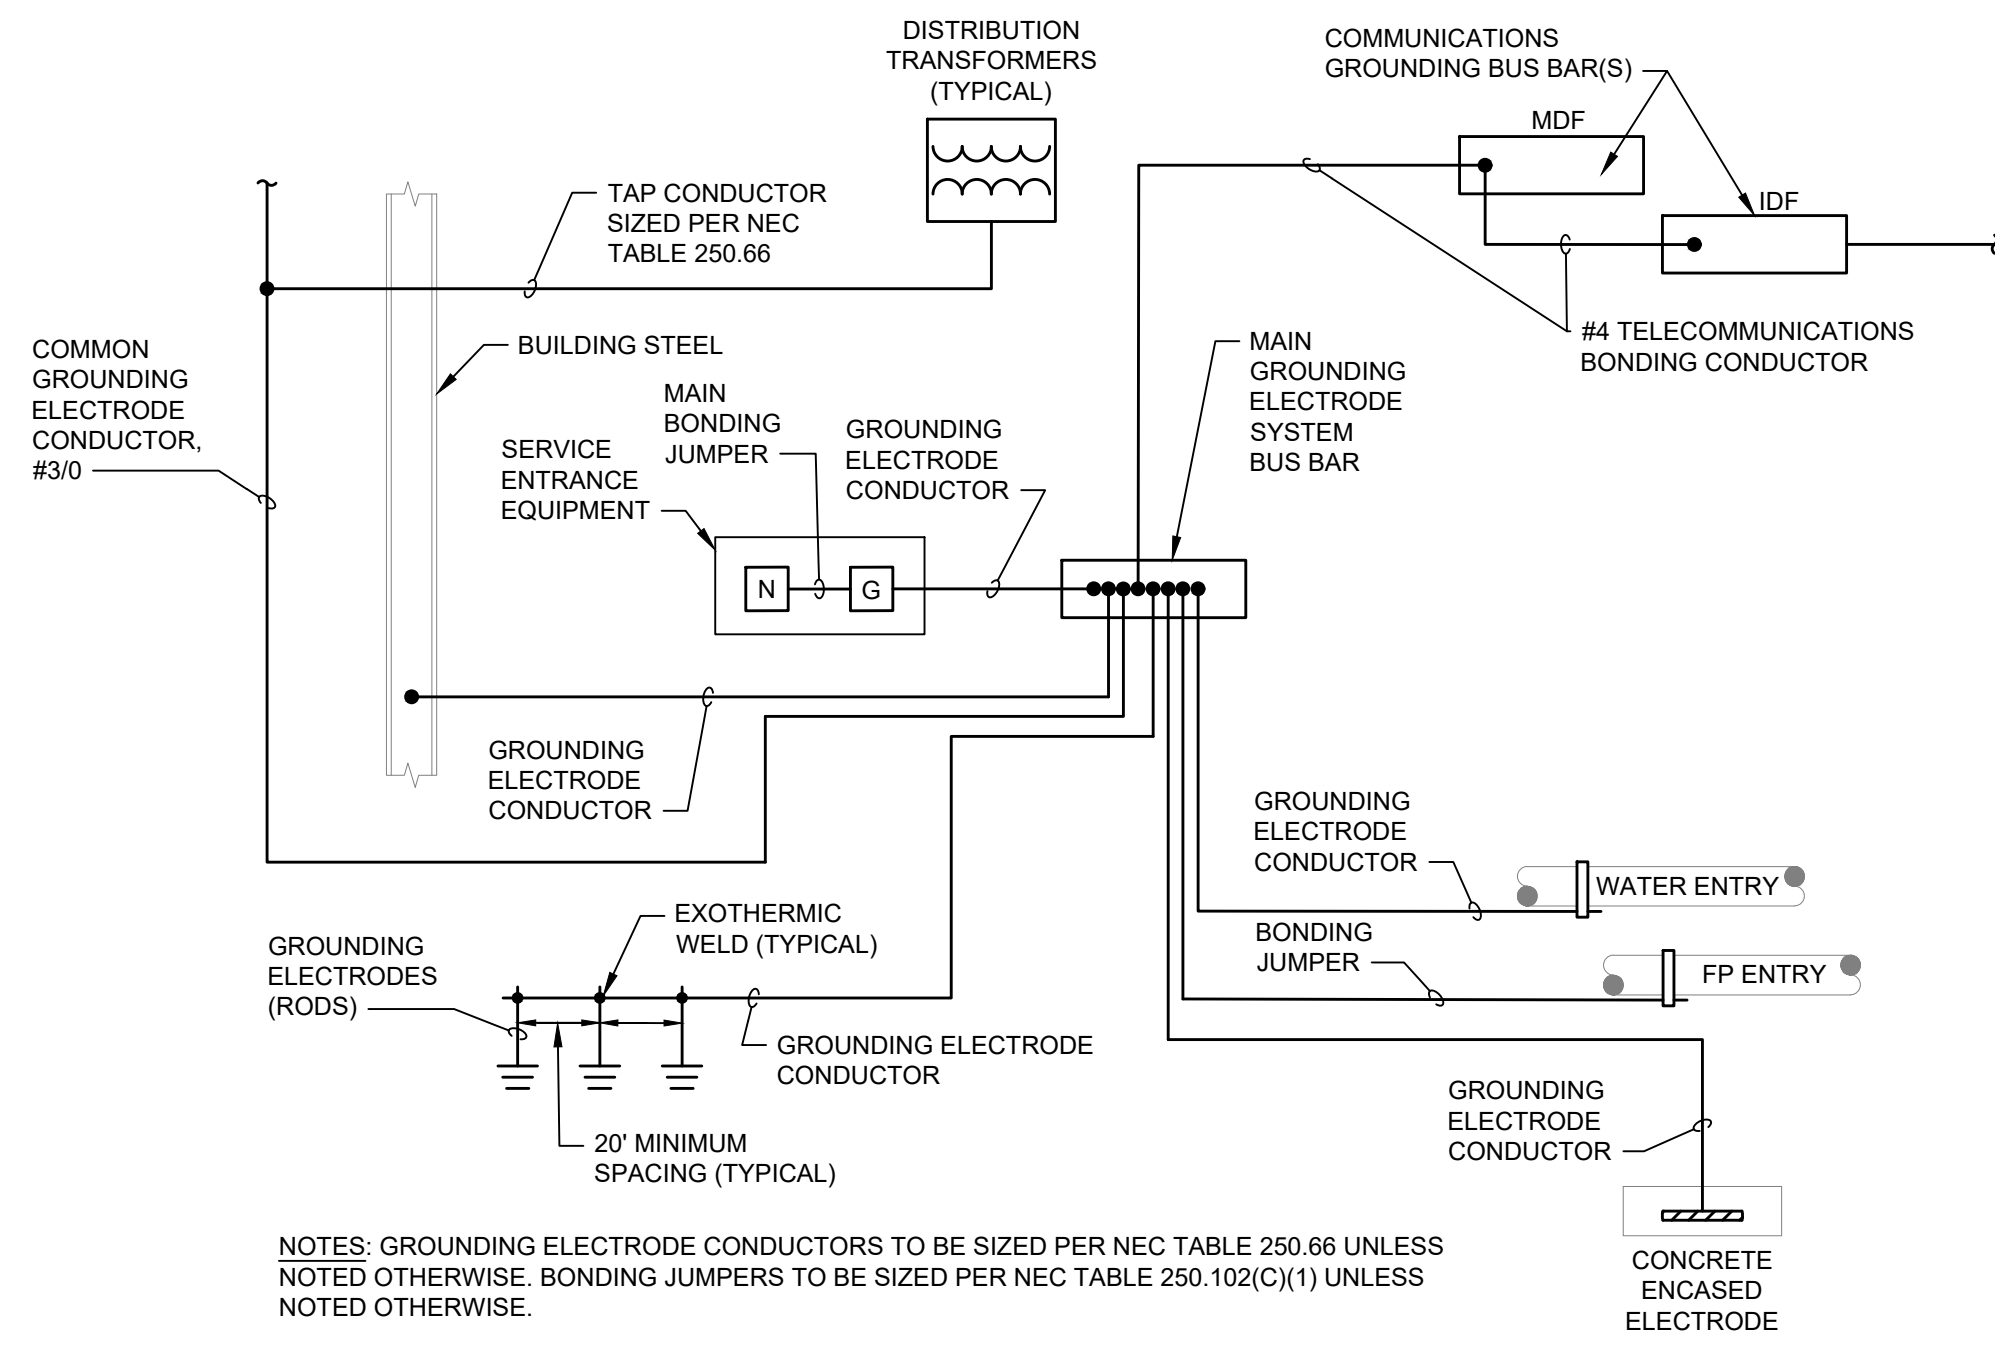 DISTRIBUTION
TRANSFORMERS
(TYPICAL)
COMMUNICATIONS
GROUNDING BUS BAR(S)
MDF
IDF
TAP CONDUCTOR
SIZED PER NEC
TABLE 250.66
#4 TELECOMMUNICATIONS
BONDING CONDUCTOR
COMMON
GROUNDING
ELECTRODE
CONDUCTOR,
#3/0
BUILDING STEEL
MAIN
BONDING
JUMPER
SERVICE
ENTRANCE
EQUIPMENT
GROUNDING
ELECTRODE
CONDUCTOR
MAIN
GROUNDING
ELECTRODE
SYSTEM
BUS BAR
N
G
GROUNDING
ELECTRODE
CONDUCTOR
GROUNDING
ELECTRODE
CONDUCTOR
WATER ENTRY
BONDING
JUMPER
FP ENTRY
EXOTHERMIC
WELD (TYPICAL)
GROUNDING
ELECTRODES
(RODS)
GROUNDING ELECTRODE
CONDUCTOR
20' MINIMUM
SPACING (TYPICAL)
GROUNDING
ELECTRODE
CONDUCTOR
CONCRETE
ENCASED
ELECTRODE
NOTES: GROUNDING ELECTRODE CONDUCTORS TO BE SIZED PER NEC TABLE 250.66 UNLESS
NOTED OTHERWISE. BONDING JUMPERS TO BE SIZED PER NEC TABLE 250.102(C)(1) UNLESS
NOTED OTHERWISE.